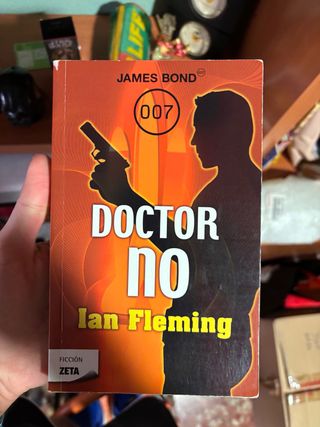 JAMES BOND
007
DOCTOR
NO
Ian Fleming
FICCIÓN
ZETA